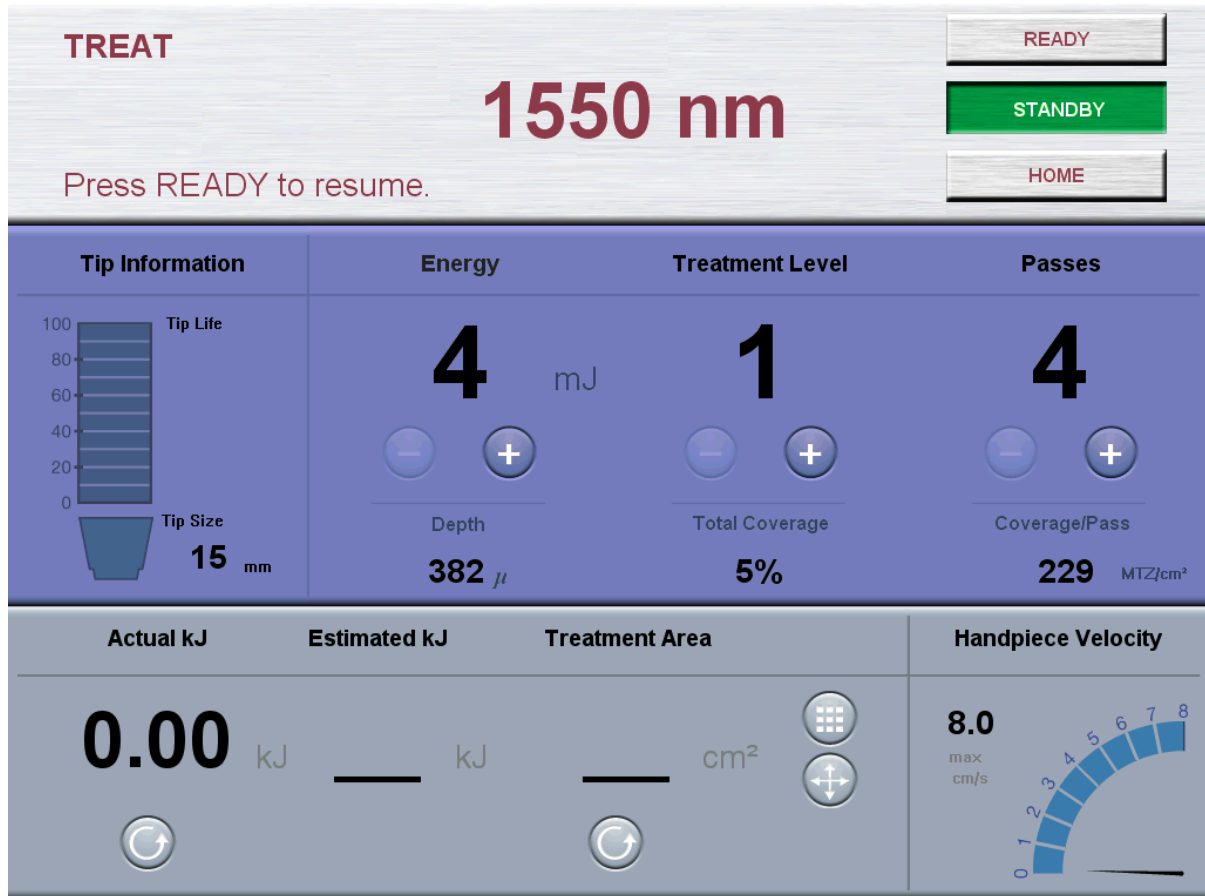 TREAT
1550 nm
Press READY to resume.
READY
STANDBY
HOME
Tip Information
Energy
Treatment Level
Passes
100
80
60
40
20
0
Tip Life
Tip Size
15 mm
4 mJ
1
4
−
+
−
+
−
+
Depth
Total Coverage
Coverage/Pass
382 µ
5%
229 MTZ/cm²
Actual kJ
Estimated kJ
Treatment Area
Handpiece Velocity
0.00 kJ
kJ
cm²
8.0
max
cm/s
0
1
2
3
4
5
6
7
8